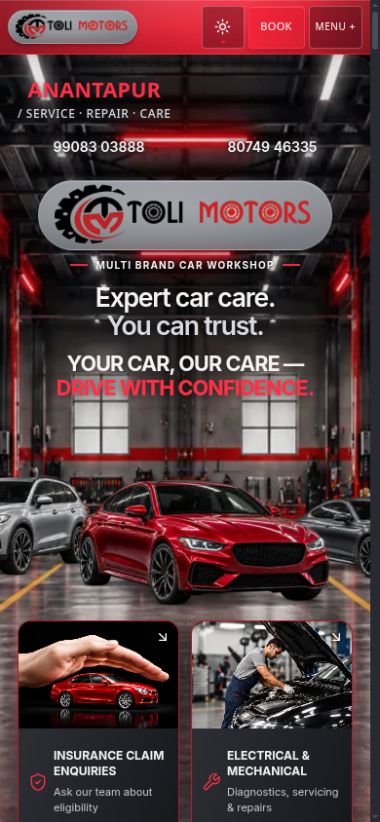 TOLI MOTORS
BOOK
MENU +
ANANTAPUR
/ SERVICE · REPAIR · CARE
99083 03888
80749 46335
TOLI MOTORS
MULTI BRAND CAR WORKSHOP
Expert car care.
You can trust.
YOUR CAR, OUR CARE —
DRIVE WITH CONFIDENCE.
INSURANCE CLAIM
ENQUIRIES
Ask our team about
eligibility
ELECTRICAL &
MECHANICAL
Diagnostics, servicing
& repairs